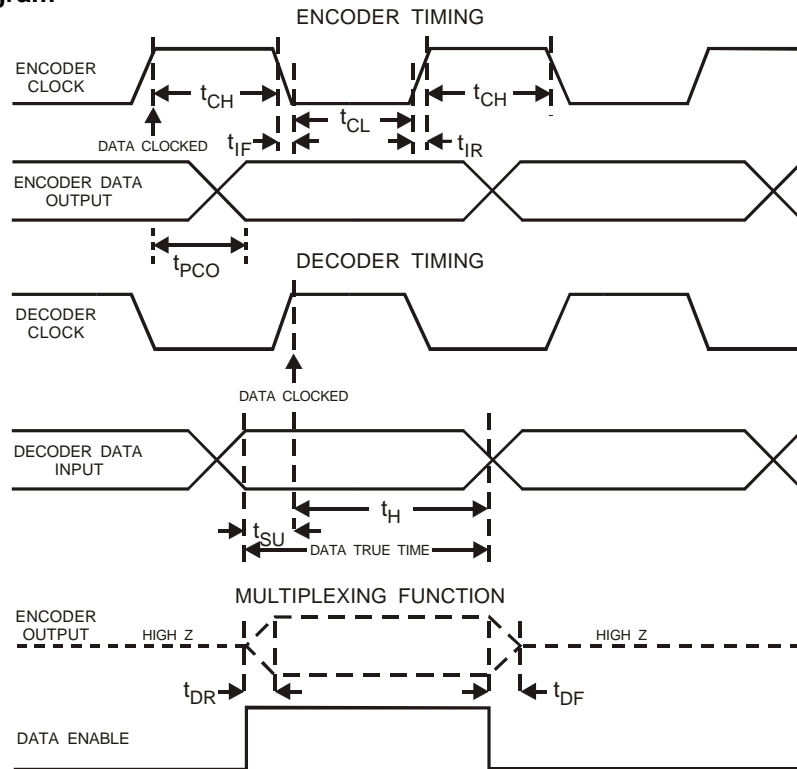 ENCODER TIMING
ENCODER
CLOCK
tCH
tCL
tCH
DATA CLOCKED
tIF
tIR
ENCODER DATA
OUTPUT
tPCO
DECODER TIMING
DECODER
CLOCK
DATA CLOCKED
DECODER DATA
INPUT
tH
tSU
DATA TRUE TIME
MULTIPLEXING FUNCTION
ENCODER
OUTPUT
HIGH Z
HIGH Z
tDR
tDF
DATA ENABLE